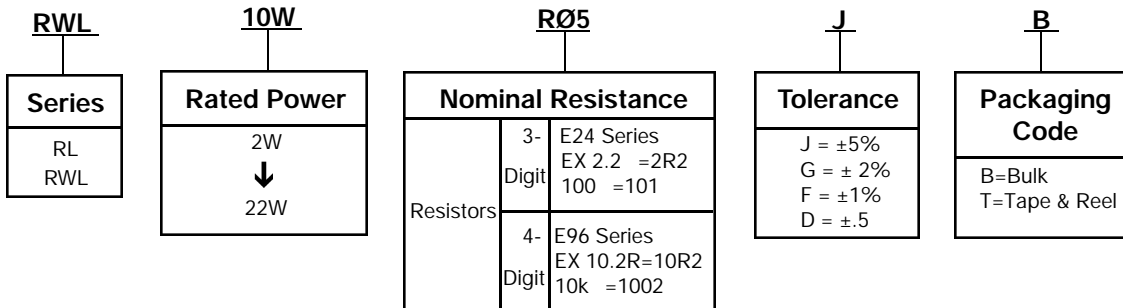 RWL 10W RØ5 J B
Series
RL
RWL
Rated Power
2W
22W
Nominal Resistance
Resistors
3-
Digit
E24 Series
EX 2.2 =2R2
100 =101
4-
Digit
E96 Series
EX 10.2R=10R2
10k =1002
Tolerance
J = ±5%
G = ± 2%
F = ±1%
D = ±.5
Packaging
Code
B=Bulk
T=Tape & Reel